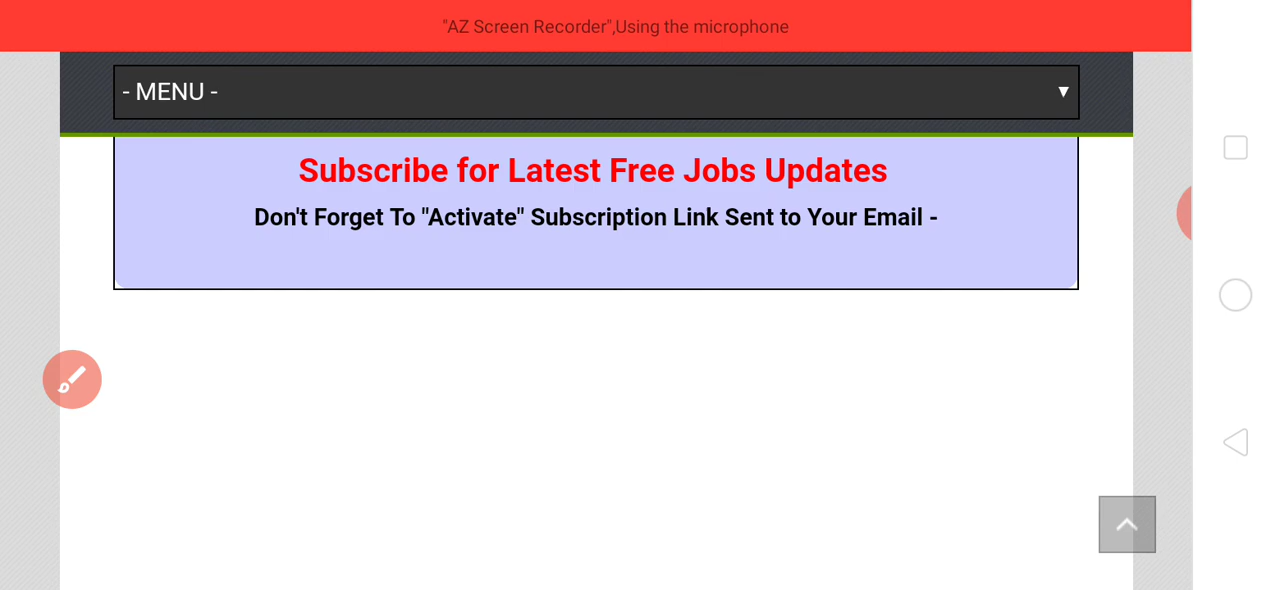 "AZ Screen Recorder",Using the microphone
- MENU -
Subscribe for Latest Free Jobs Updates
Don't Forget To "Activate" Subscription Link Sent to Your Email -